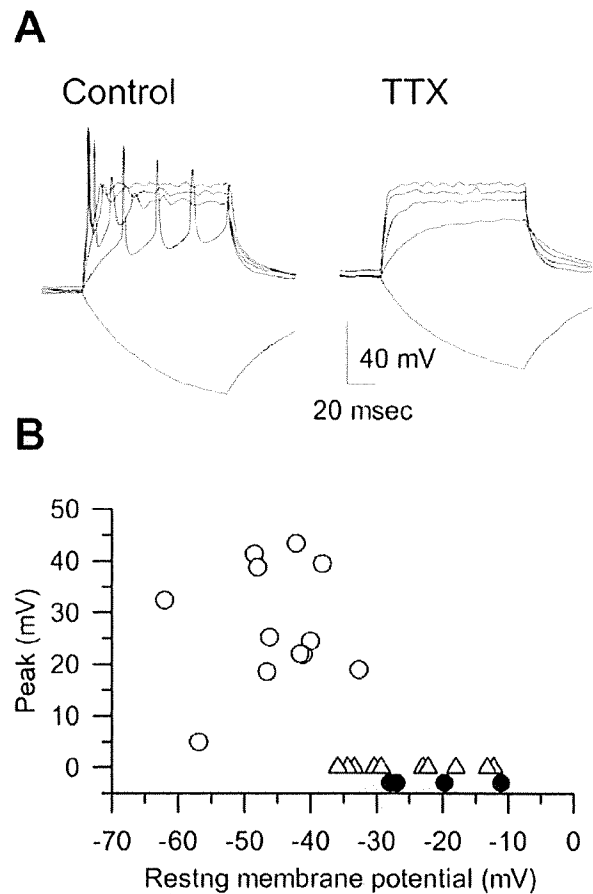 A
Control TTX
40 mV
20 msec
B
50
40
30
20
10
0
Peak (mV)
-70 -60 -50 -40 -30 -20 -10 0
Restng membrane potential (mV)